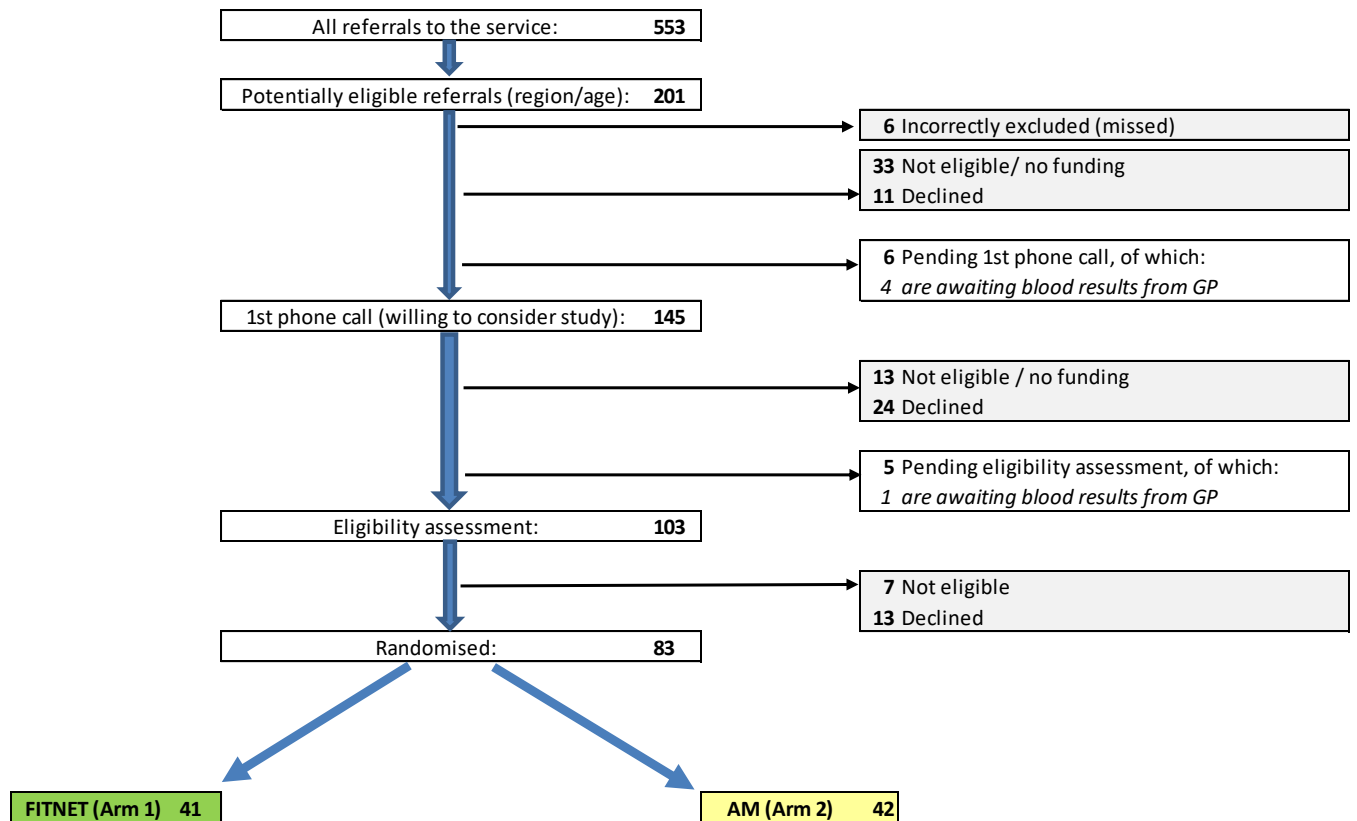 All referrals to the service: 553
Potentially eligible referrals (region/age): 201
6 Incorrectly excluded (missed)
33 Not eligible/ no funding
11 Declined
6 Pending 1st phone call, of which:
4 are awaiting blood results from GP
1st phone call (willing to consider study): 145
13 Not eligible / no funding
24 Declined
5 Pending eligibility assessment, of which:
1 are awaiting blood results from GP
Eligibility assessment: 103
7 Not eligible
13 Declined
Randomised: 83
FITNET (Arm 1) 41
AM (Arm 2) 42